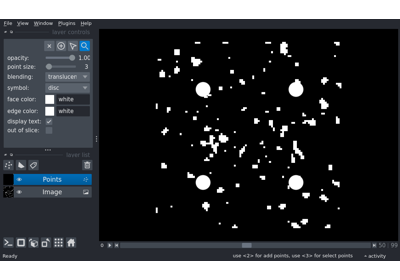 File View Window Plugins Help
layer controls
opacity: 1.00
point size: 3
blending: translucen
symbol: disc
face color: white
edge color: white
display text:
out of slice:
layer list
Points
Image
50 99
use <2> for add points, use <3> for select points
activity
Ready